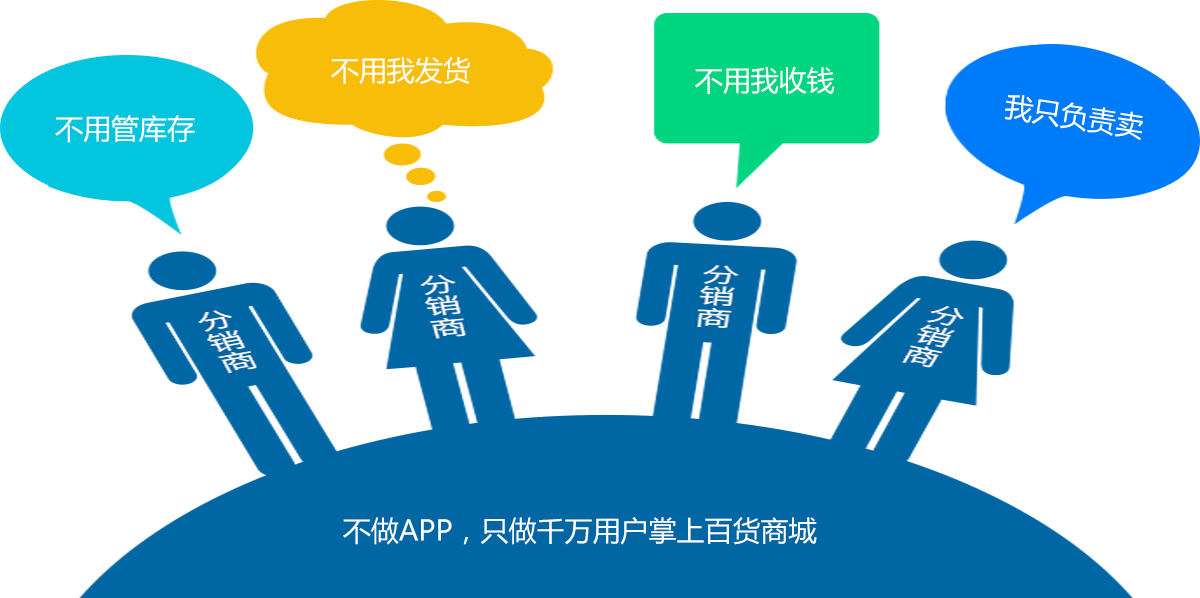 不用管库存
不用我发货
不用我收钱
我只负责卖
分销商
分销商
分销商
分销商
不做APP，只做千万用户掌上百货商城